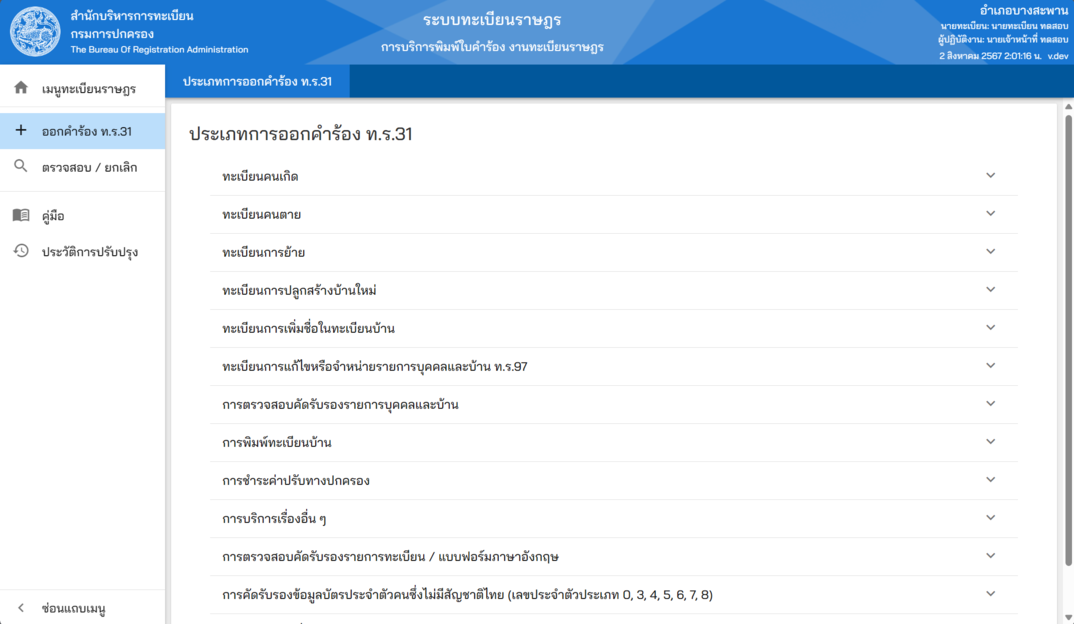 สำนักบริหารการทะเบียน
กรมการปกครอง
The Bureau Of Registration Administration
ระบบทะเบียนราษฎร
การบริการพิมพ์ใบคำร้อง งานทะเบียนราษฎร
อำเภอบางสะพาน
นายทะเบียน: นายทะเบียน ทดสอบ
ผู้ปฏิบัติงาน: นายเจ้าหน้าที่ ทดสอบ
2 สิงหาคม 2567 2:01:16 น. v.dev
เมนูทะเบียนราษฎร
ออกคำร้อง ท.ร.31
ตรวจสอบ / ยกเลิก
คู่มือ
ประวัติการปรับปรุง
ซ่อนแถบเมนู
ประเภทการออกคำร้อง ท.ร.31
ประเภทการออกคำร้อง ท.ร.31
ทะเบียนคนเกิด
ทะเบียนคนตาย
ทะเบียนการย้าย
ทะเบียนการปลูกสร้างบ้านใหม่
ทะเบียนการเพิ่มชื่อในทะเบียนบ้าน
ทะเบียนการแก้ไขหรือจำหน่ายรายการบุคคลและบ้าน ท.ร.97
การตรวจสอบคัดรับรองรายการบุคคลและบ้าน
การพิมพ์ทะเบียนบ้าน
การชำระค่าปรับทางปกครอง
การบริการเรื่องอื่น ๆ
การตรวจสอบคัดรับรองรายการทะเบียน / แบบฟอร์มภาษาอังกฤษ
การคัดรับรองข้อมูลบัตรประจำตัวคนซึ่งไม่มีสัญชาติไทย (เลขประจำตัวประเภท 0, 3, 4, 5, 6, 7, 8)